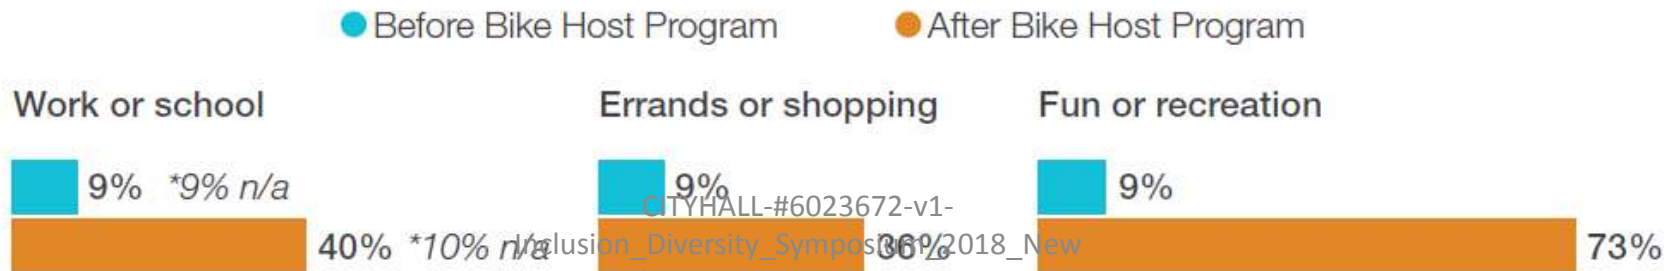 Before Bike Host Program After Bike Host Program
Work or school Errands or shopping Fun or recreation
9% *9% n/a 9% 9%
CITYHALL-#6023672-v1-
40% *10% n/a 36% 73%
Inclusion_Diversity_Symposium_2018_New